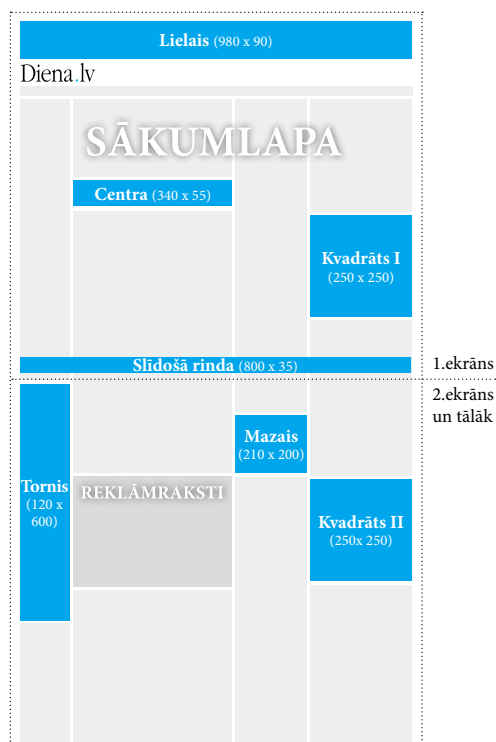 Lielais (980 x 90)
Diena.lv
SĀKUMLAPA
Centra (340 x 55)
Kvadrāts I
(250 x 250)
Slīdošā rinda (800 x 35)
1.ekrāns
2.ekrāns
un tālāk
Mazais
(210 x 200)
Tornis
(120 x
600)
REKLĀMRAKSTI
Kvadrāts II
(250x 250)